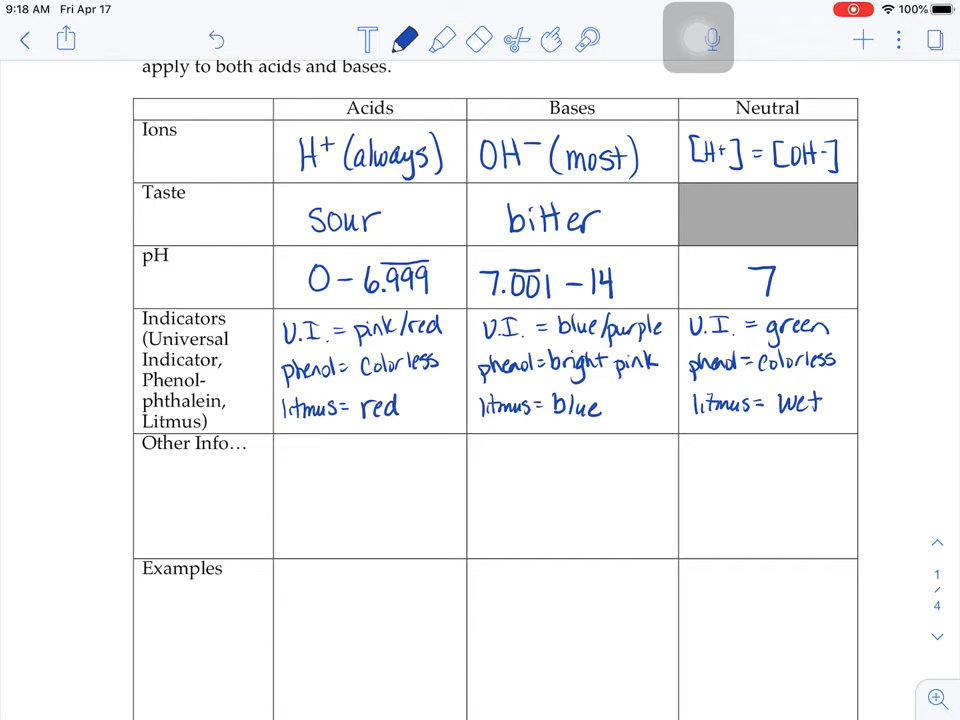 9:18 AM Fri Apr 17 100%
apply to both acids and bases.
Acids Bases Neutral
Ions H⁺ (always) OH⁻ (most) [H⁺] = [OH⁻]
Taste sour bitter
pH 0 – 6.999 7.001 – 14 7
Indicators U.I. = pink/red U.I. = blue/purple U.I. = green
(Universal
Indicator, phenol= Colorless phenol=bright pink phenol=colorless
Phenol-
phthalein, litmus= red litmus= blue litmus= wet
Litmus)
Other Info…
Examples
1
/
4